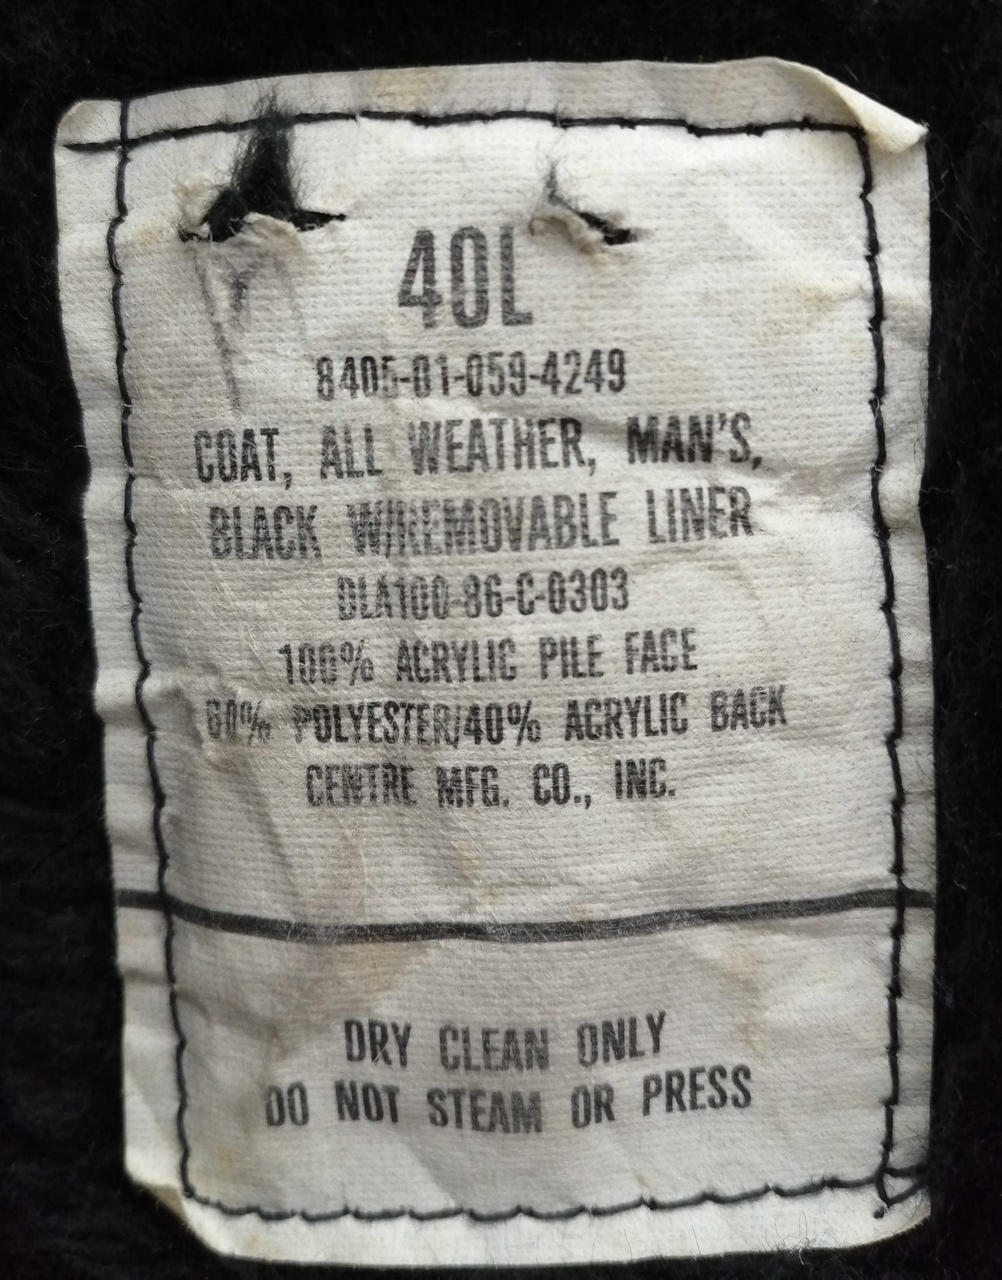 40L
8405-01-059-4249
COAT, ALL WEATHER, MAN'S,
BLACK W/REMOVABLE LINER
DLA100-86-C-0303
100% ACRYLIC PILE FACE
60% POLYESTER/40% ACRYLIC BACK
CENTRE MFG. CO., INC.
DRY CLEAN ONLY
DO NOT STEAM OR PRESS